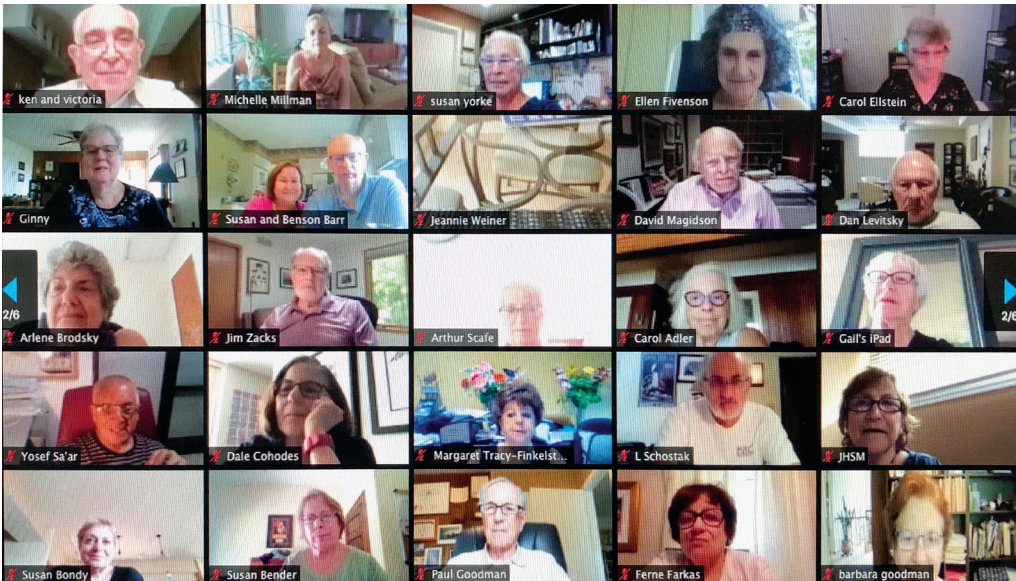 ken and victoria
Michelle Millman
susan yorke
Ellen Fivenson
Carol Ellstein
Ginny
Susan and Benson Barr
Jeannie Weiner
David Magidson
Dan Levitsky
2/6
Arlene Brodsky
Jim Zacks
Arthur Scafe
Carol Adler
Gail's iPad
2/6
Yosef Sa'ar
Dale Cohodes
Margaret Tracy-Finkelst...
L Schostak
JHSM
Susan Bondy
Susan Bender
Paul Goodman
Ferne Farkas
barbara goodman